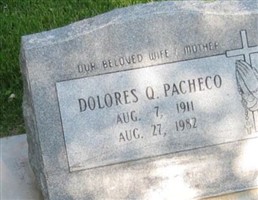 OUR BELOVED WIFE & MOTHER
DOLORES Q. PACHECO
AUG. 7, 1911
AUG. 27, 1982